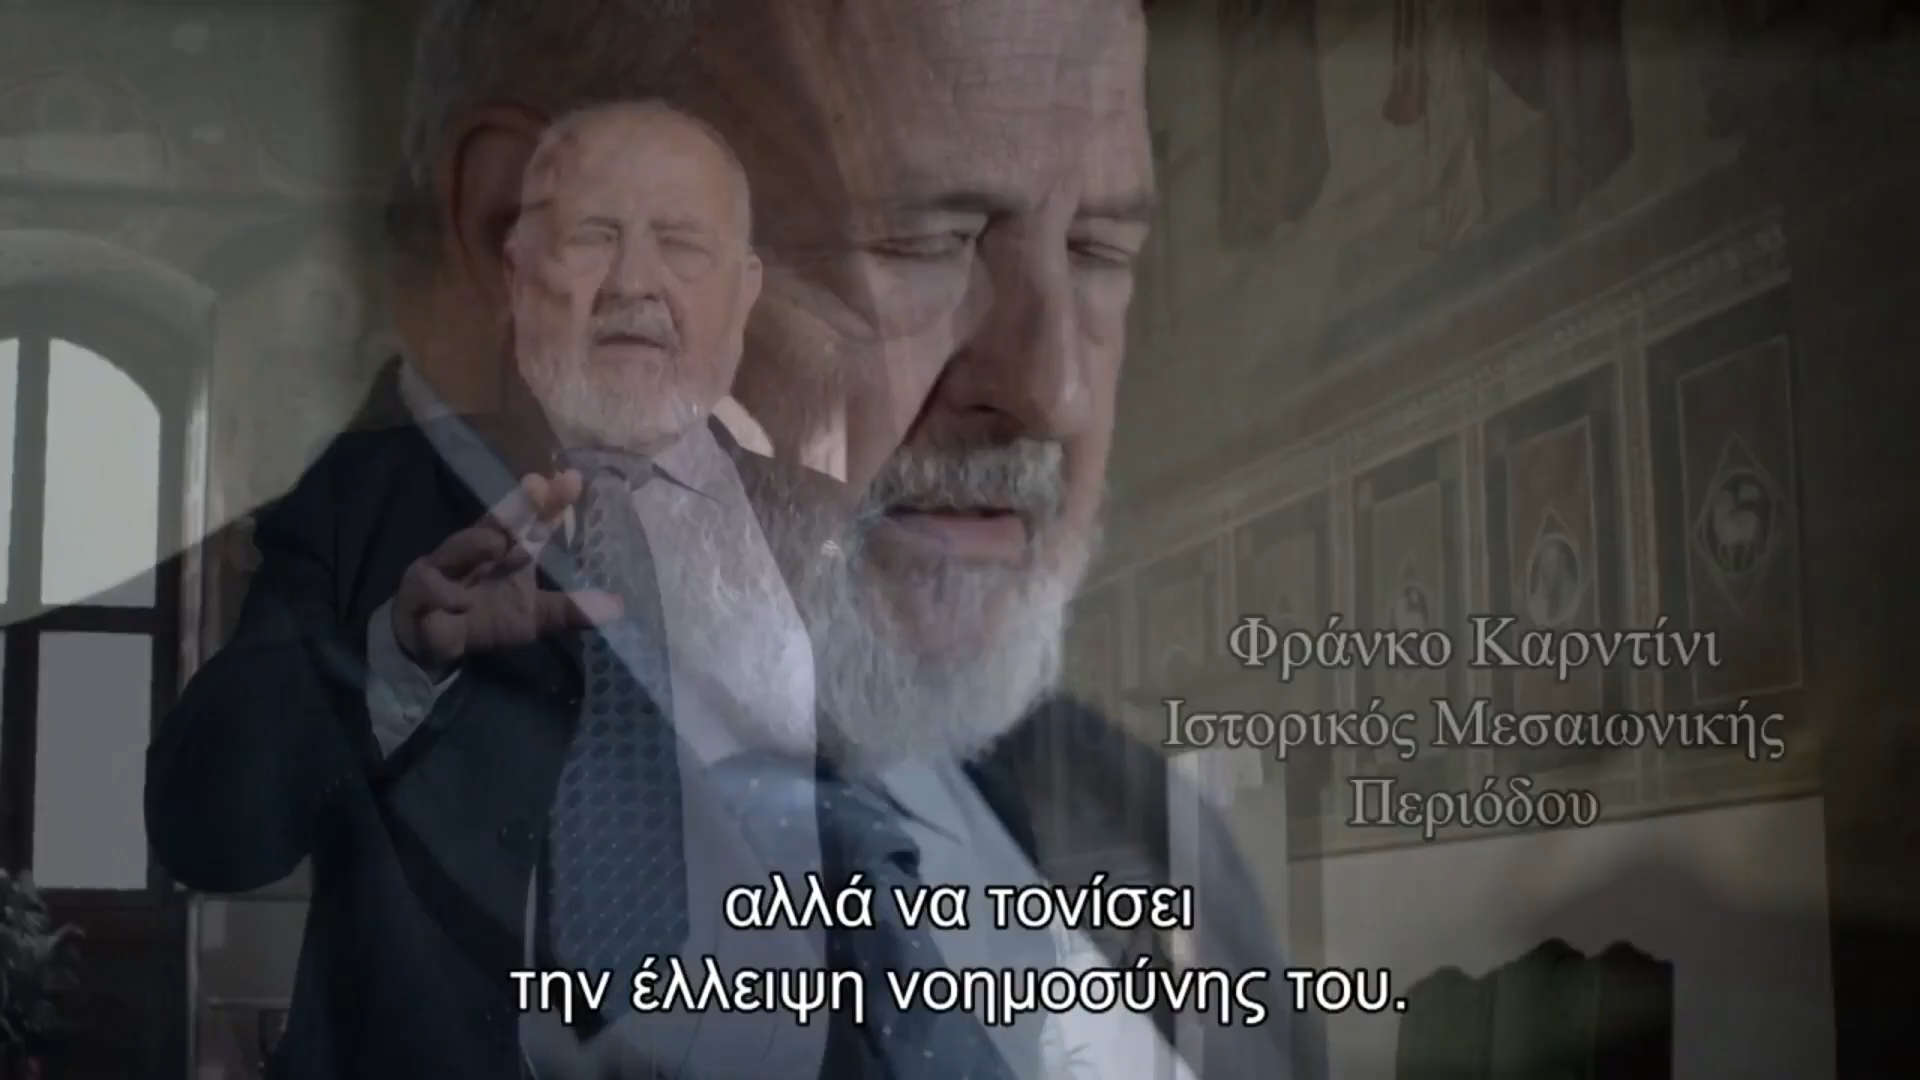 Φράνκο Καρντίνι
Ιστορικός Μεσαιωνικής
Περιόδου
αλλά να τονίσει
την έλλειψη νοημοσύνης του.